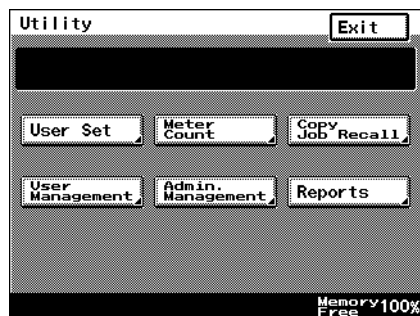 Utility
Exit
User Set
Meter
Count
Copy
Job Recall
User
Management
Admin.
Management
Reports
Memory
Free 100%